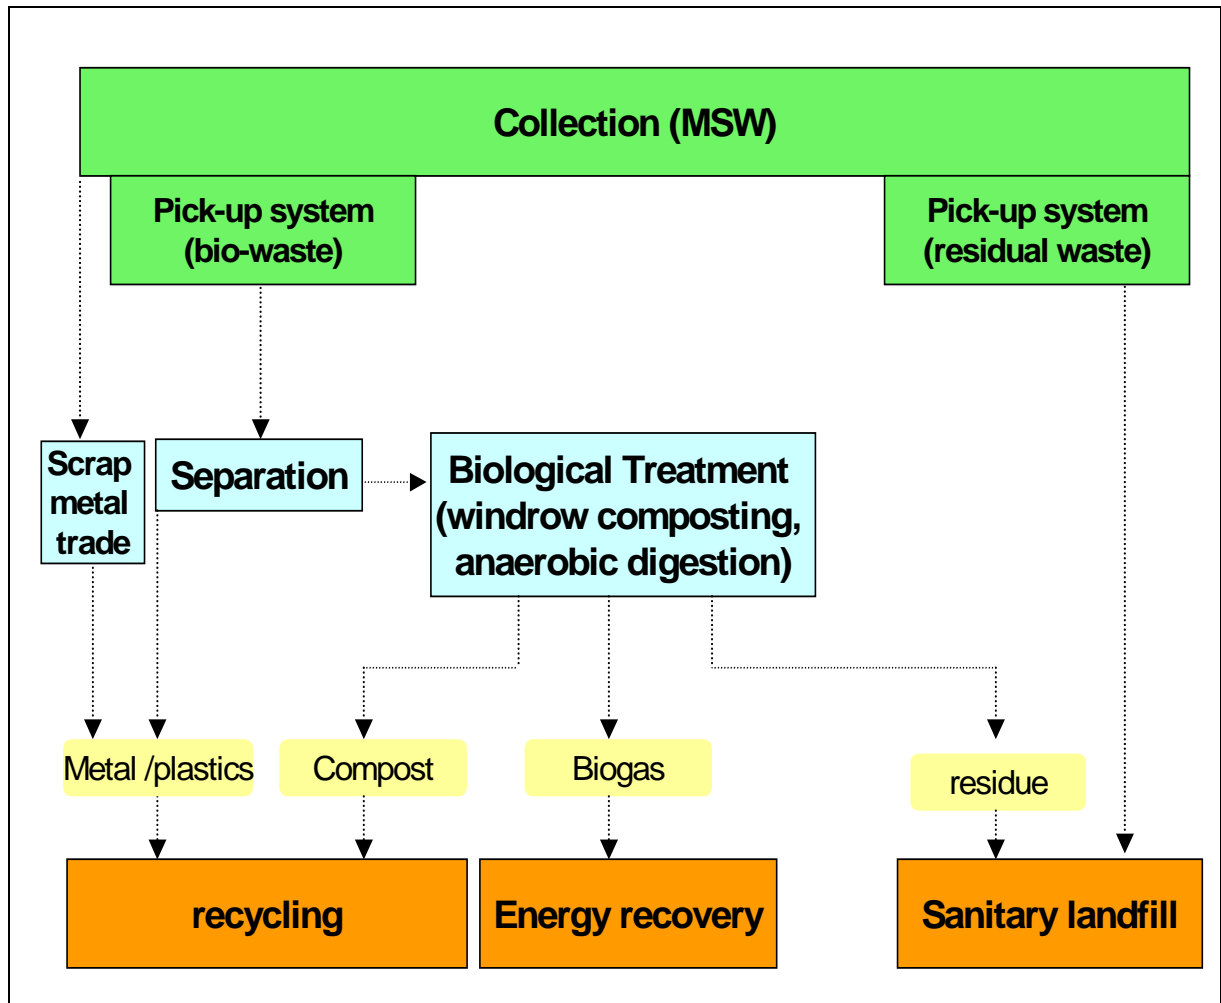 Collection (MSW)
Pick-up system
(bio-waste)
Pick-up system
(residual waste)
Scrap
metal
trade
Separation
Biological Treatment
(windrow composting,
anaerobic digestion)
Metal /plastics
Compost
Biogas
residue
recycling
Energy recovery
Sanitary landfill